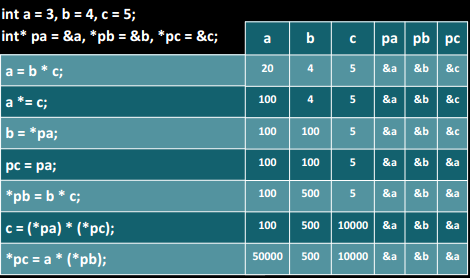 int a = 3, b = 4, c = 5;
int* pa = &a, *pb = &b, *pc = &c;
a b c pa pb pc
a = b * c; 20 4 5 &a &b &c
a *= c; 100 4 5 &a &b &c
b = *pa; 100 100 5 &a &b &c
pc = pa; 100 100 5 &a &b &a
*pb = b * c; 100 500 5 &a &b &a
c = (*pa) * (*pc); 100 500 10000 &a &b &a
*pc = a * (*pb); 50000 500 10000 &a &b &a